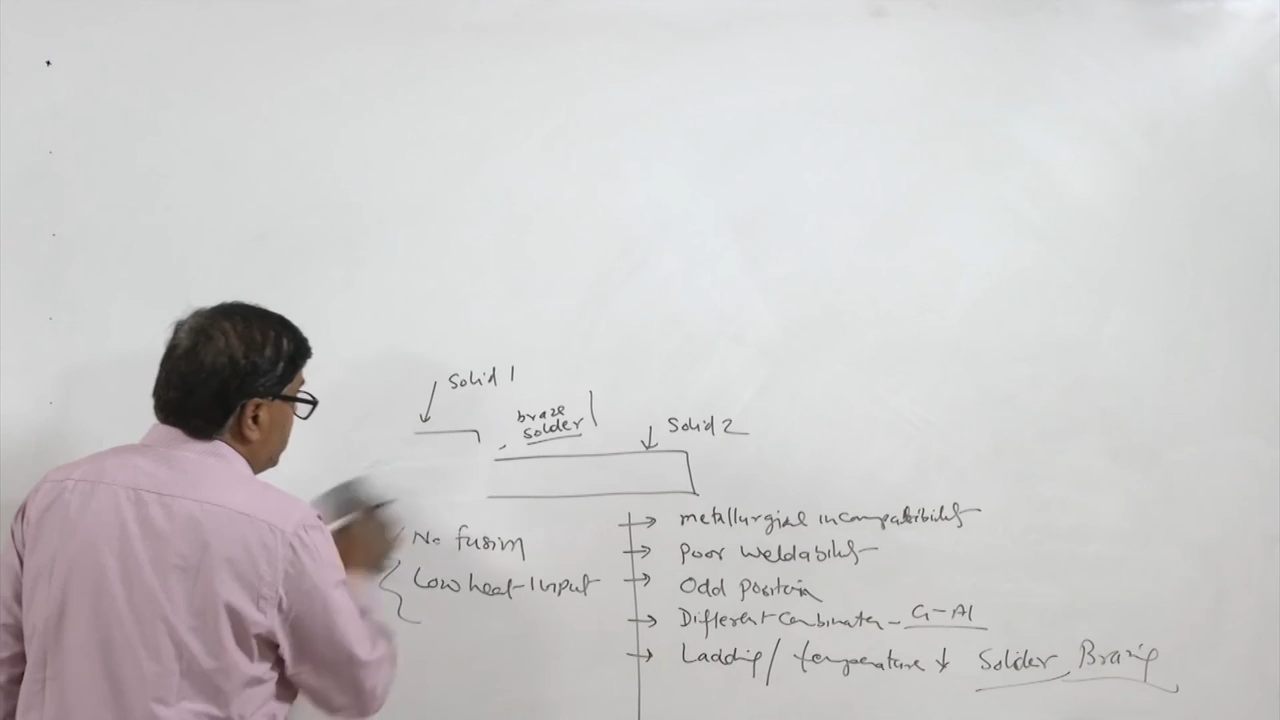 Solid 1
braze
solder
Solid 2
No fusion
Low heat Input
metallurgical incompatibility
Poor weldability
Odd position
Different combination - G-Al
Ladding / temperature ↓ Solder Brazing